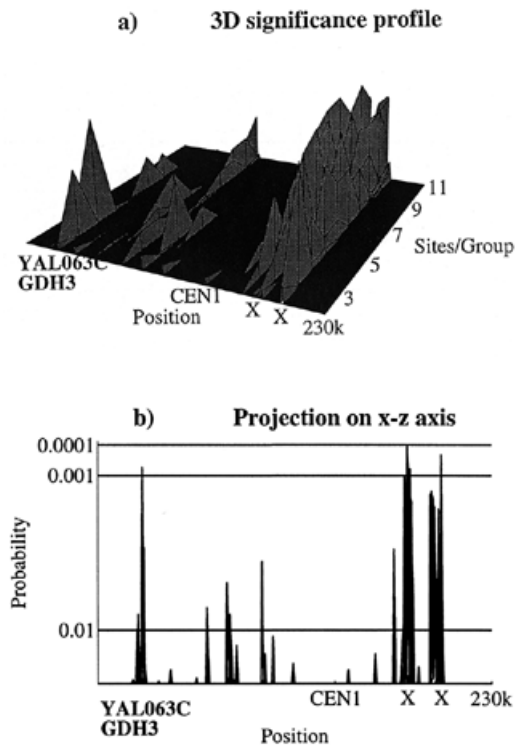 a) 3D significance profile
11
9
7
Sites/Group
5
3
YAL063C
GDH3
CEN1
Position
X X
230k
b) Projection on x-z axis
0.0001
0.001
Probability
0.01
YAL063C
GDH3
CEN1 X X 230k
Position